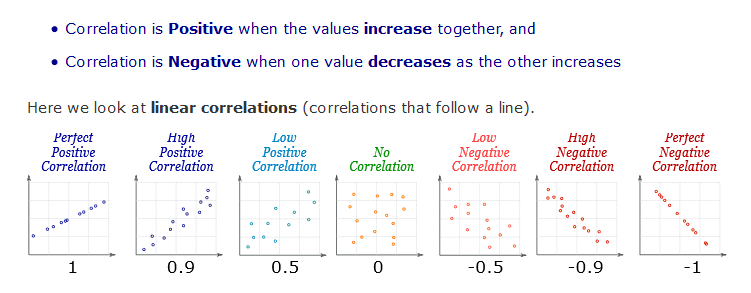 Correlation is Positive when the values increase together, and
Correlation is Negative when one value decreases as the other increases
Here we look at linear correlations (correlations that follow a line).
Perfect Positive Correlation
High Positive Correlation
Low Positive Correlation
No Correlation
Low Negative Correlation
High Negative Correlation
Perfect Negative Correlation
1 0.9 0.5 0 -0.5 -0.9 -1